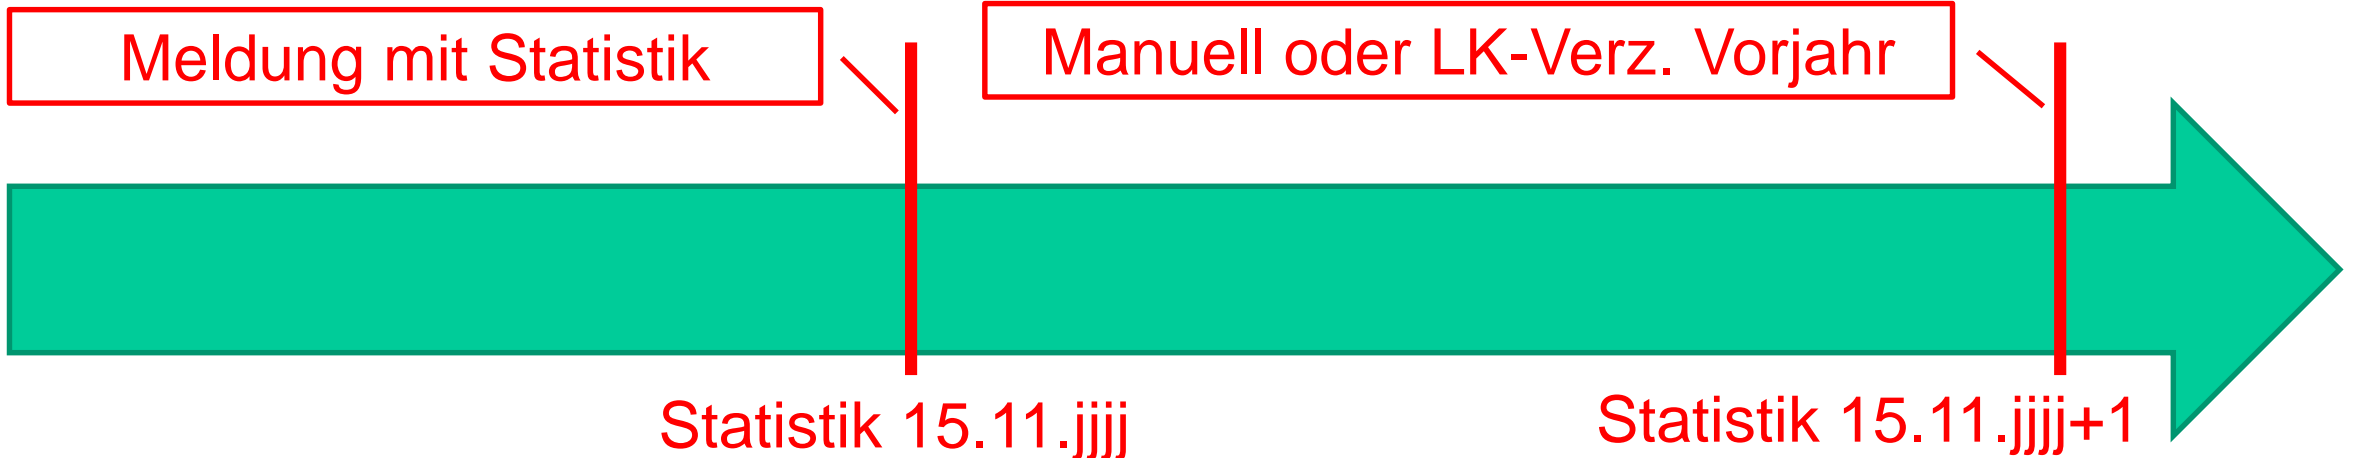 Meldung mit Statistik
Manuell oder LK-Verz. Vorjahr
Statistik 15.11.jjjj
Statistik 15.11.jjjj+1